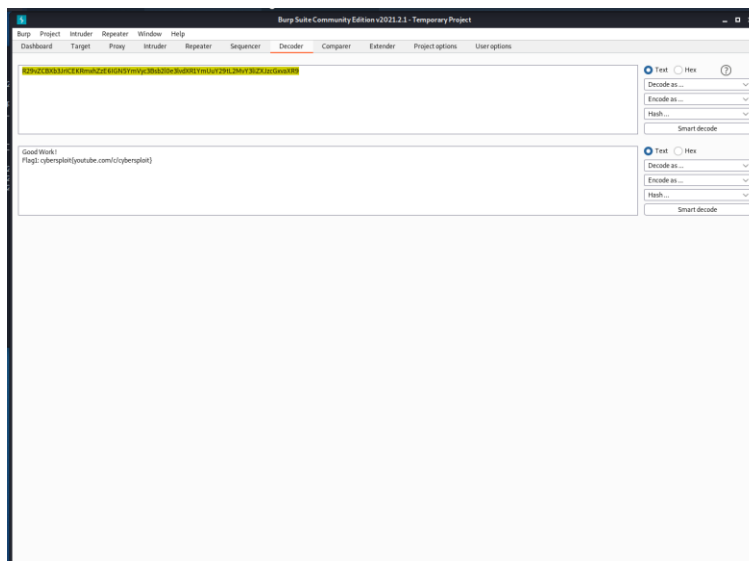 Burp Suite Community Edition v2021.2.1 - Temporary Project
Burp Project Intruder Repeater Window Help
Dashboard Target Proxy Intruder Repeater Sequencer Decoder Comparer Extender Project options User options
R29vZCBXb3JrICEKRmxhZzE6IGN5YmVyc3Bsb2l0e3lvdXR1YmUuY29tL2MvY3liZXJzcGxvaXR9
Text Hex ?
Decode as ...
Encode as ...
Hash ...
Smart decode
Good Work !
Flag1: cybersploit{youtube.com/c/cybersploit}
Text Hex
Decode as ...
Encode as ...
Hash ...
Smart decode